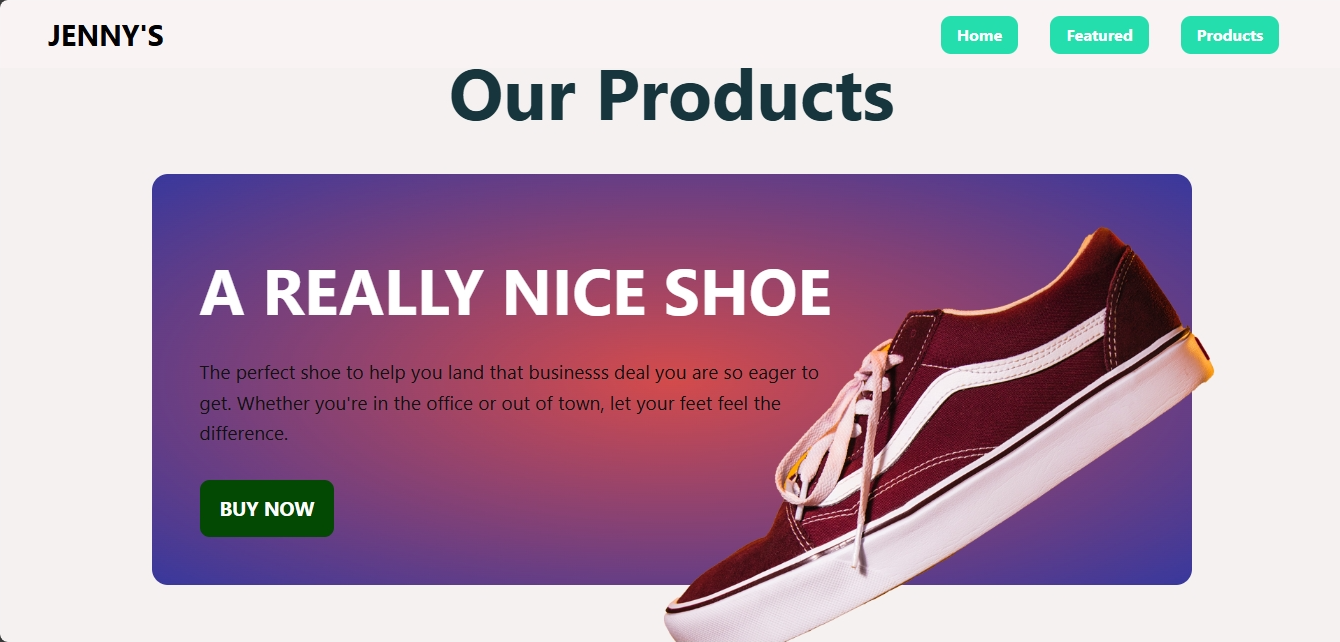 JENNY'S
Home
Featured
Products
Our Products
A REALLY NICE SHOE
The perfect shoe to help you land that businesss deal you are so eager to
get. Whether you're in the office or out of town, let your feet feel the
difference.
BUY NOW